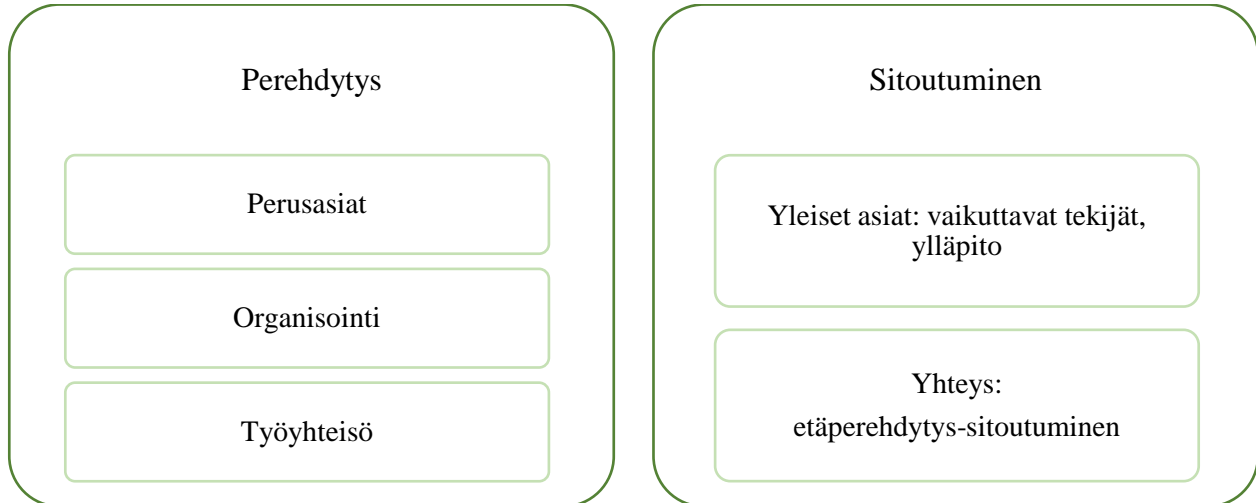 Perehdytys
Perusasiat
Organisointi
Työyhteisö
Sitoutuminen
Yleiset asiat: vaikuttavat tekijät,
ylläpito
Yhteys:
etäperehdytys-sitoutuminen